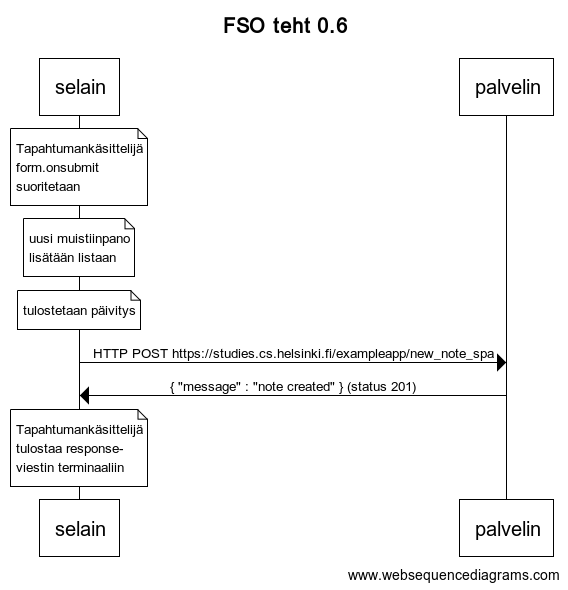 FSO teht 0.6
selain
palvelin
Tapahtumankäsittelijä
form.onsubmit
suoritetaan
uusi muistiinpano
lisätään listaan
tulostetaan päivitys
HTTP POST https://studies.cs.helsinki.fi/exampleapp/new_note_spa
{ "message" : "note created" } (status 201)
Tapahtumankäsittelijä
tulostaa response-
viestin terminaaliin
selain
palvelin
www.websequencediagrams.com